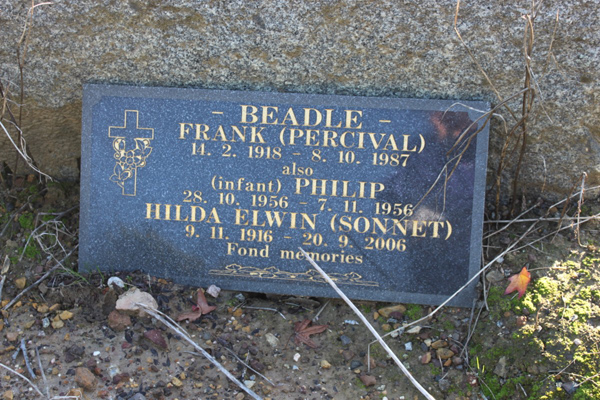 - BEADLE -
FRANK (PERCIVAL)
14. 2. 1918 - 8. 10. 1987
also
(infant) PHILIP
28. 10. 1956 - 7. 11. 1956
HILDA ELWIN (SONNET)
9. 11. 1916 - 20. 9. 2006
Fond memories